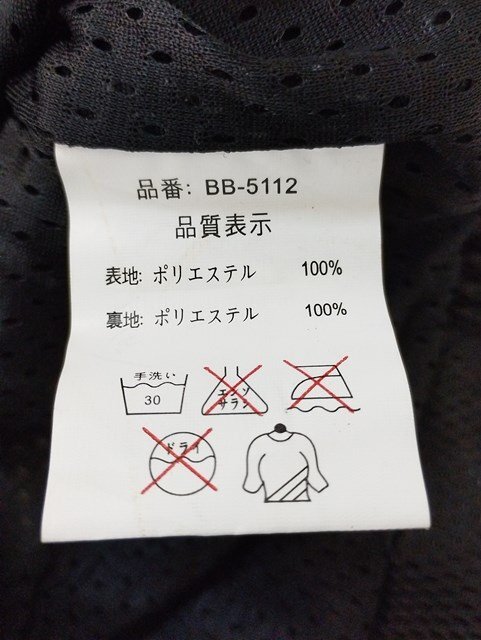 品番: BB-5112
品質表示
表地: ポリエステル 100%
裏地: ポリエステル 100%
手洗い
30
エンソ
サラシ
ドライ